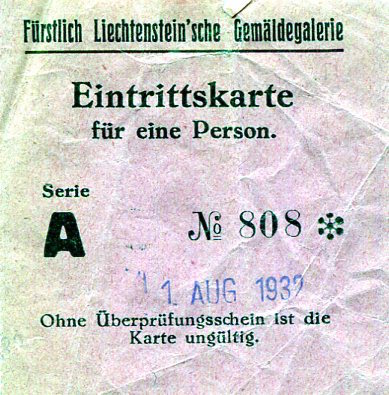 Fürstlich Liechtenstein'sche Gemäldegalerie
Eintrittskarte
für eine Person.
Serie
A № 808
1. AUG 1932
Ohne Überprüfungsschein ist die
Karte ungültig.